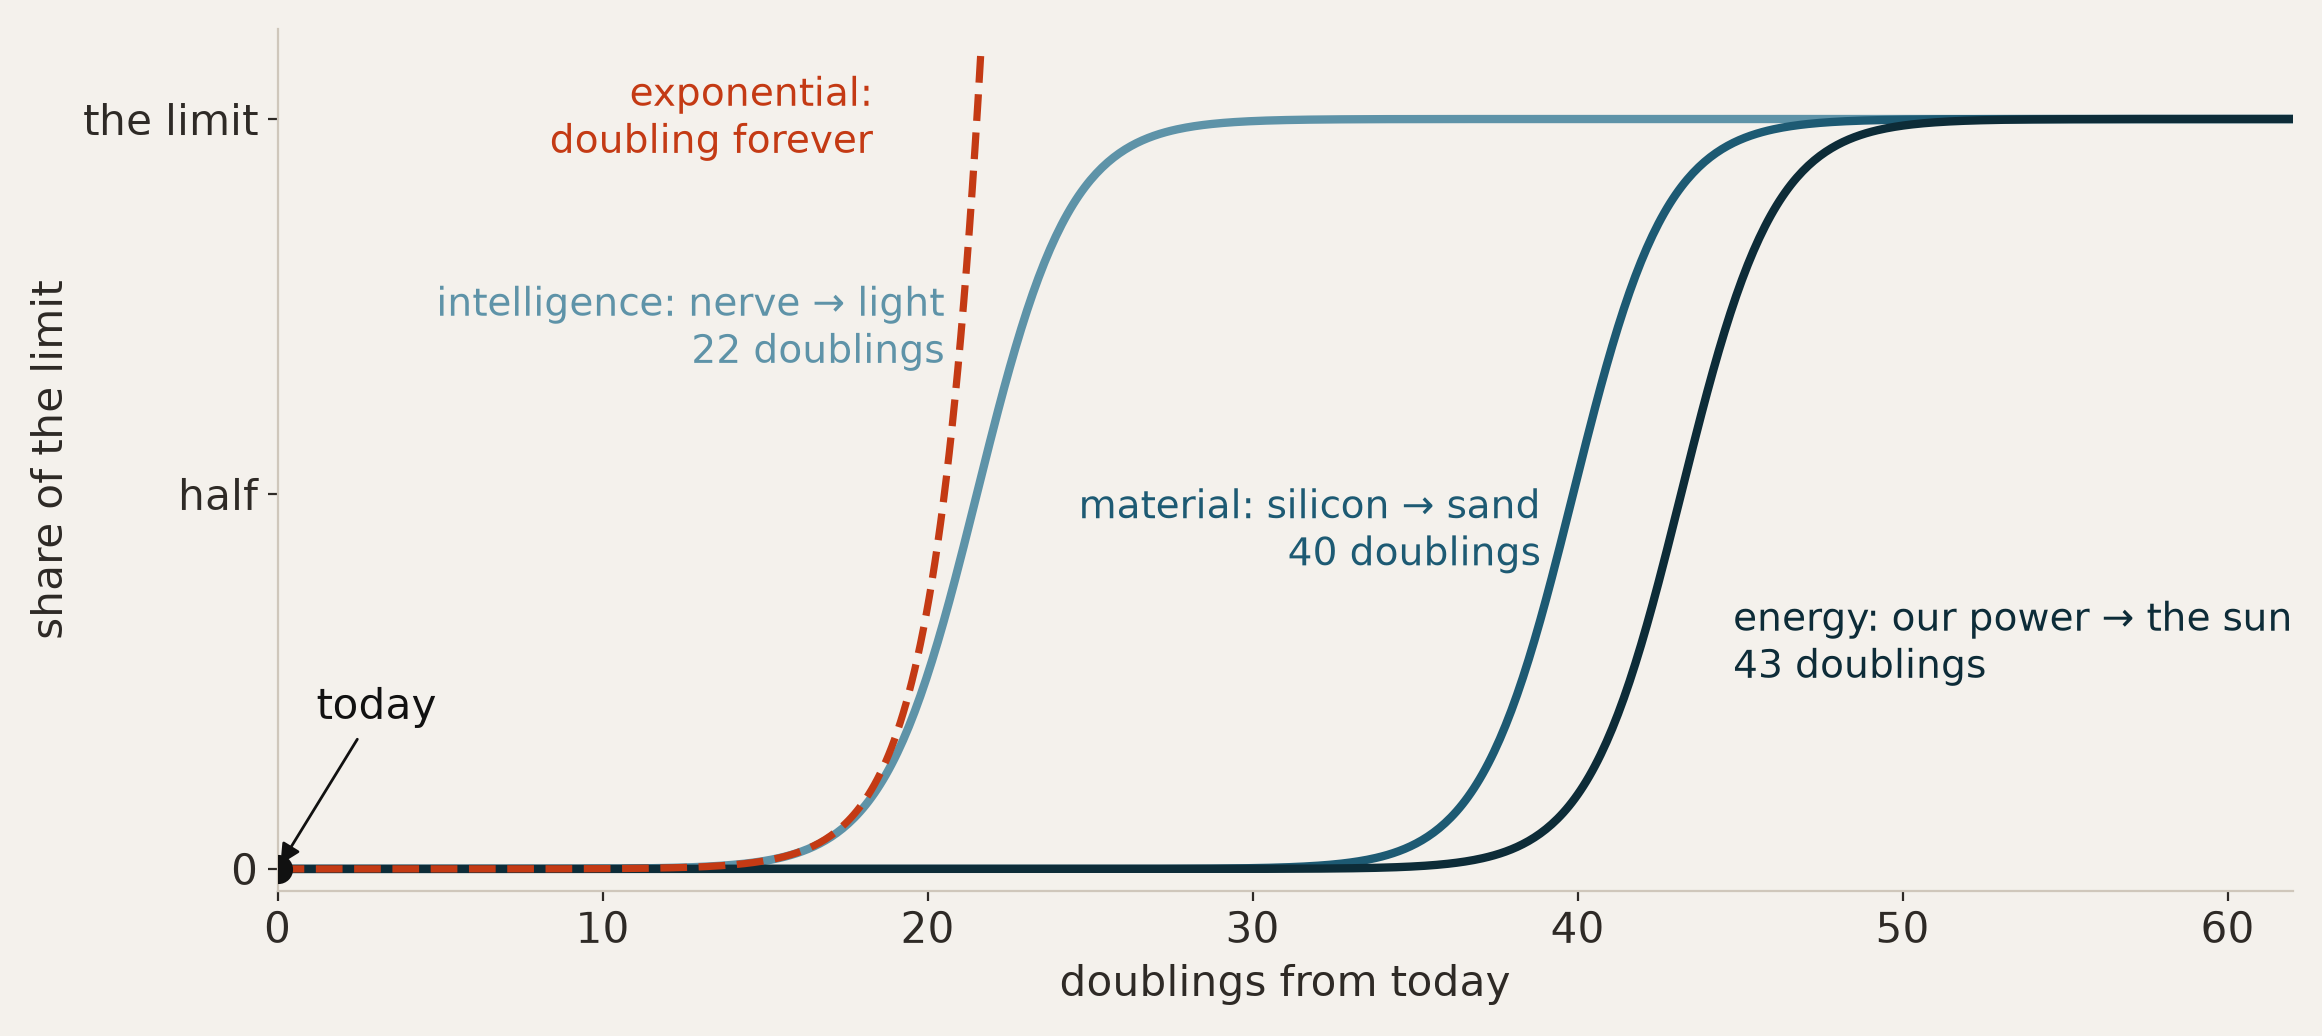 exponential:
doubling forever
the limit
intelligence: nerve → light
22 doublings
half
material: silicon → sand
40 doublings
energy: our power → the sun
43 doublings
today
0
0 10 20 30 40 50 60
doublings from today
share of the limit